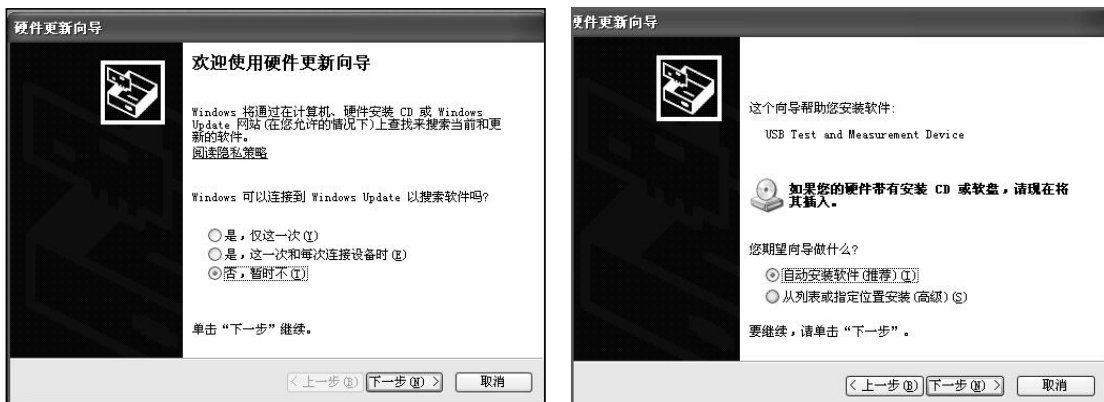 硬件更新向导
欢迎使用硬件更新向导
Windows 将通过在计算机、硬件安装 CD 或 Windows
Update 网站(在您允许的情况下)上查找来搜索当前和更
新的软件。
阅读隐私策略
Windows 可以连接到 Windows Update 以搜索软件吗?
是，仅这一次(Y)
是，这一次和每次连接设备时(E)
否，暂时不(T)
单击“下一步”继续。
< 上一步(B)
下一步(N) >
取消
硬件更新向导
这个向导帮助您安装软件:
USB Test and Measurement Device
如果您的硬件带有安装 CD 或软盘，请现在将
其插入。
您期望向导做什么?
自动安装软件(推荐)(I)
从列表或指定位置安装(高级)(S)
要继续，请单击“下一步”。
< 上一步(B)
下一步(N) >
取消